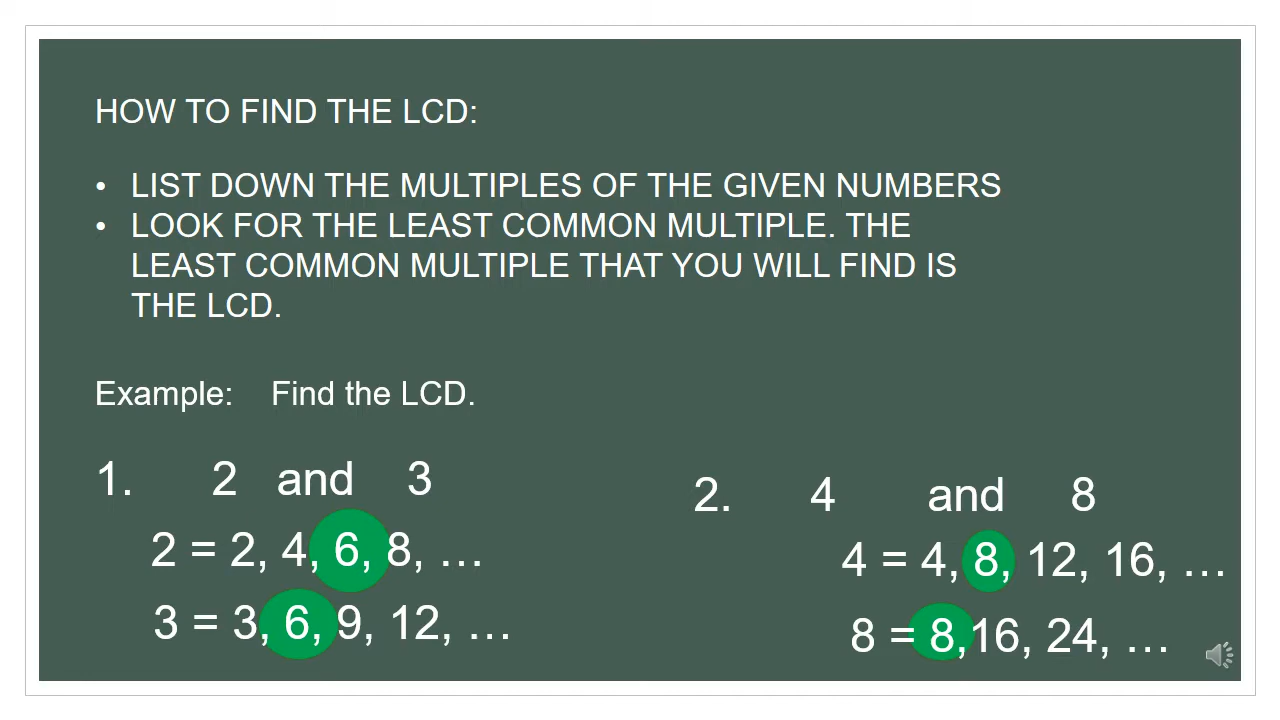 HOW TO FIND THE LCD:
• LIST DOWN THE MULTIPLES OF THE GIVEN NUMBERS
• LOOK FOR THE LEAST COMMON MULTIPLE. THE
LEAST COMMON MULTIPLE THAT YOU WILL FIND IS
THE LCD.
Example: Find the LCD.
1. 2 and 3
2 = 2, 4, 6, 8, …
3 = 3, 6, 9, 12, …
2. 4 and 8
4 = 4, 8, 12, 16, …
8 = 8,16, 24, …